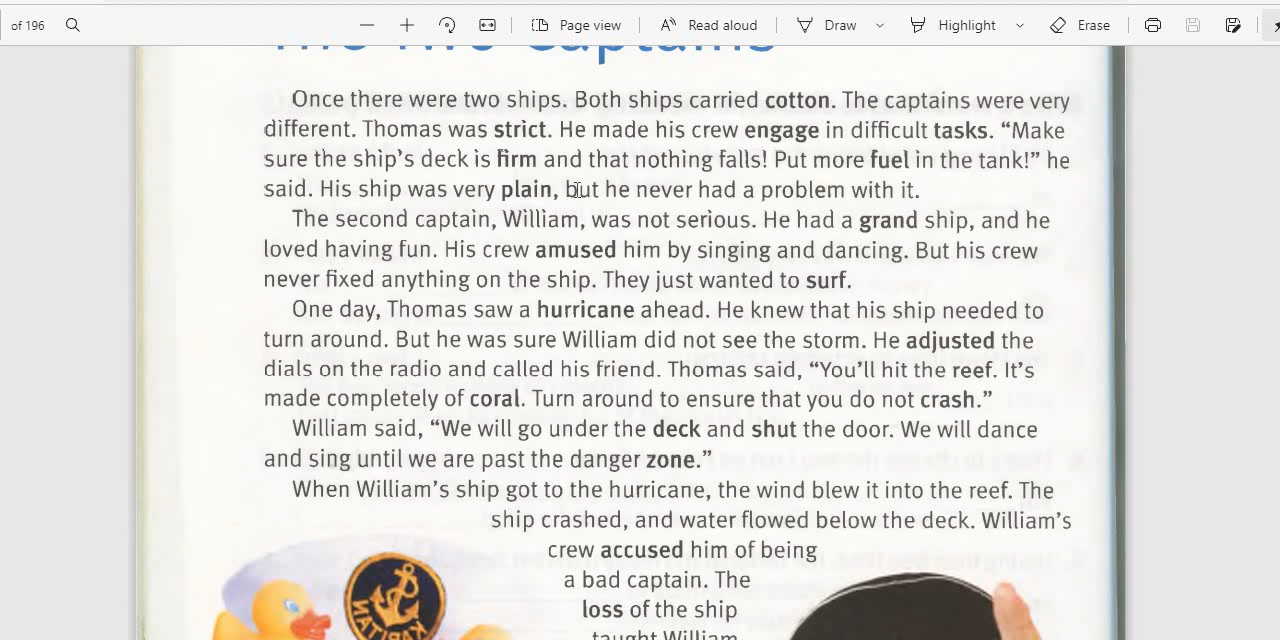 of 196
Page view
Read aloud
Draw
Highlight
Erase
The Two Captains
Once there were two ships. Both ships carried cotton. The captains were very
different. Thomas was strict. He made his crew engage in difficult tasks. “Make
sure the ship’s deck is firm and that nothing falls! Put more fuel in the tank!” he
said. His ship was very plain, but he never had a problem with it.
The second captain, William, was not serious. He had a grand ship, and he
loved having fun. His crew amused him by singing and dancing. But his crew
never fixed anything on the ship. They just wanted to surf.
One day, Thomas saw a hurricane ahead. He knew that his ship needed to
turn around. But he was sure William did not see the storm. He adjusted the
dials on the radio and called his friend. Thomas said, “You’ll hit the reef. It’s
made completely of coral. Turn around to ensure that you do not crash.”
William said, “We will go under the deck and shut the door. We will dance
and sing until we are past the danger zone.”
When William’s ship got to the hurricane, the wind blew it into the reef. The
ship crashed, and water flowed below the deck. William’s
crew accused him of being
a bad captain. The
loss of the ship
taught William